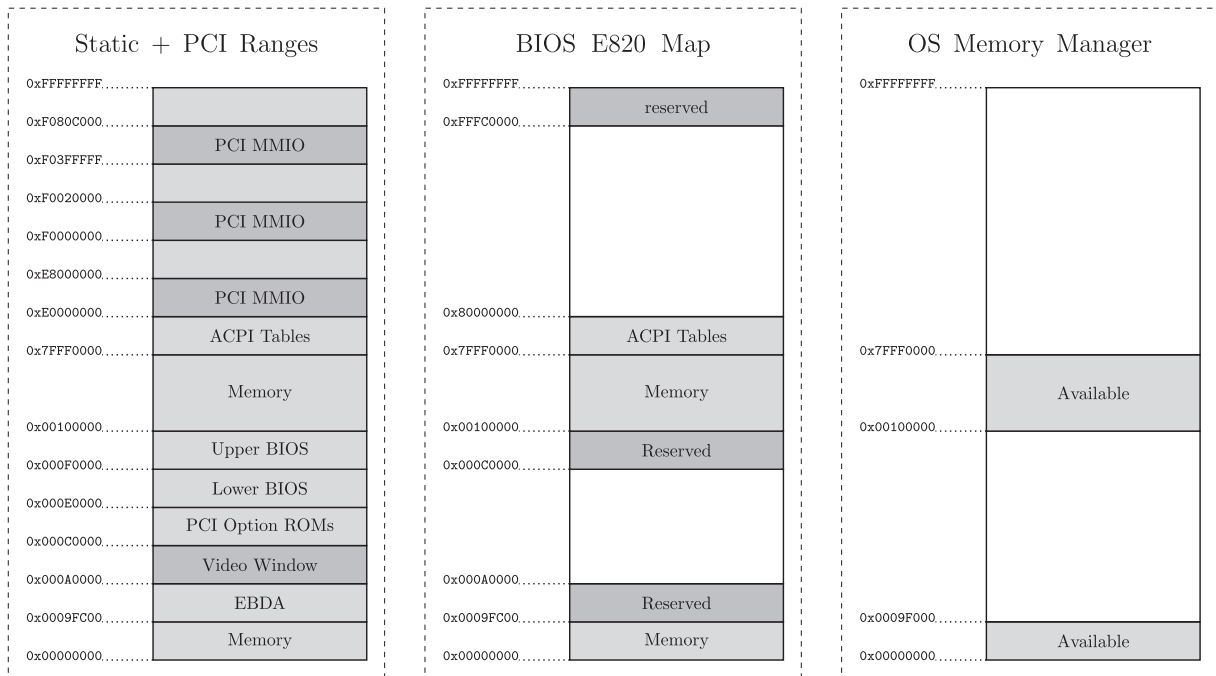 Static + PCI Ranges
0xFFFFFFFF
0xF080C000
PCI MMIO
0xF03FFFFF
0xF0020000
PCI MMIO
0xF0000000
0xE8000000
PCI MMIO
0xE0000000
ACPI Tables
0x7FFF0000
Memory
0x00100000
Upper BIOS
0x000F0000
Lower BIOS
0x000E0000
PCI Option ROMs
0x000C0000
Video Window
0x000A0000
EBDA
0x0009FC00
Memory
0x00000000
BIOS E820 Map
0xFFFFFFFF
reserved
0xFFFC0000
0x80000000
ACPI Tables
0x7FFF0000
Memory
0x00100000
Reserved
0x000C0000
0x000A0000
Reserved
0x0009FC00
Memory
0x00000000
OS Memory Manager
0xFFFFFFFF
0x7FFF0000
Available
0x00100000
0x0009F000
Available
0x00000000